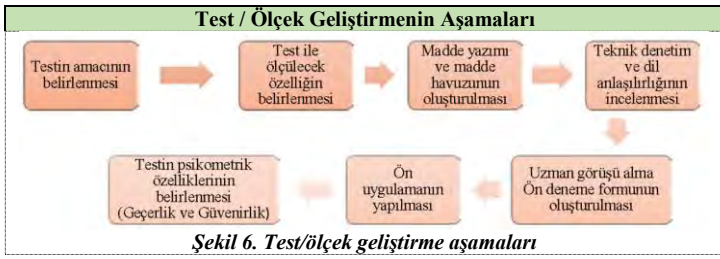 Test / Ölçek Geliştirmenin Aşamaları
Testin amacının
belirlenmesi
Test ile
ölçülecek
özelliğin
belirlenmesi
Madde yazımı
ve madde
havuzunun
oluşturulması
Teknik denetim
ve dil
anlaşılırlığının
incelenmesi
Uzman görüşü alma
Ön deneme formunun
oluşturulması
Ön
uygulamanın
yapılması
Testin psikometrik
özelliklerinin
belirlenmesi
(Geçerlik ve Güvenirlik)
Şekil 6. Test/ölçek geliştirme aşamaları